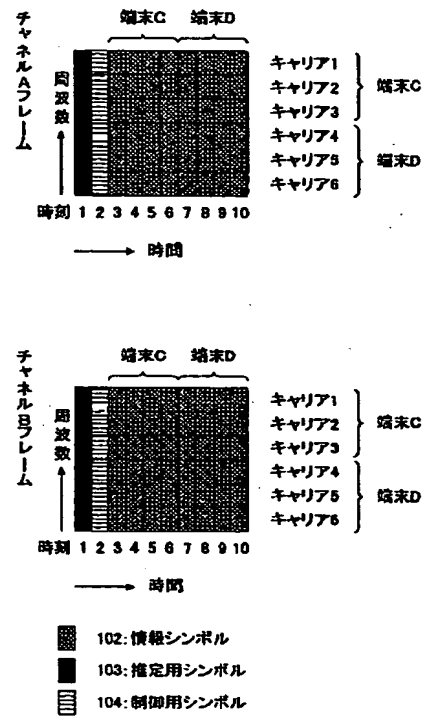 チャネルAフレーム
端末C 端末D
周波数
キャリア1
キャリア2
キャリア3
キャリア4
キャリア5
キャリア6
端末C
端末D
時刻 1 2 3 4 5 6 7 8 9 10
時間
チャネルBフレーム
端末C 端末D
周波数
キャリア1
キャリア2
キャリア3
キャリア4
キャリア5
キャリア6
端末C
端末D
時刻 1 2 3 4 5 6 7 8 9 10
時間
102:情報シンボル
103:推定用シンボル
104:制御用シンボル